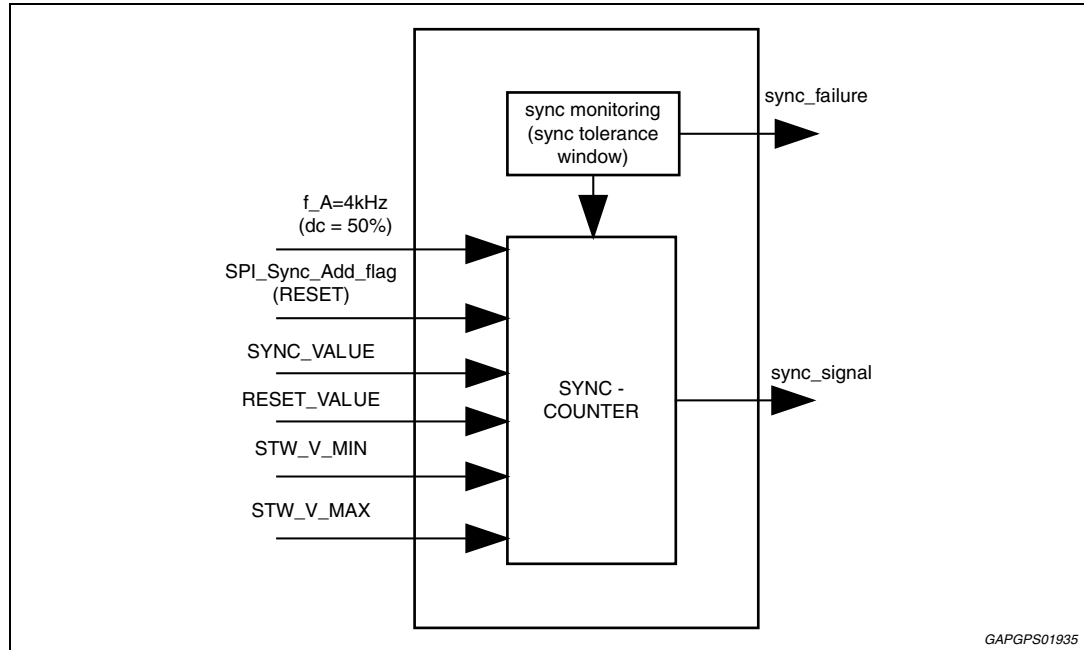 sync monitoring
(sync tolerance
window)
sync_failure
f_A=4kHz
(dc = 50%)
SPI_Sync_Add_flag
(RESET)
SYNC_VALUE
RESET_VALUE
STW_V_MIN
STW_V_MAX
SYNC -
COUNTER
sync_signal
GAPGPS01935